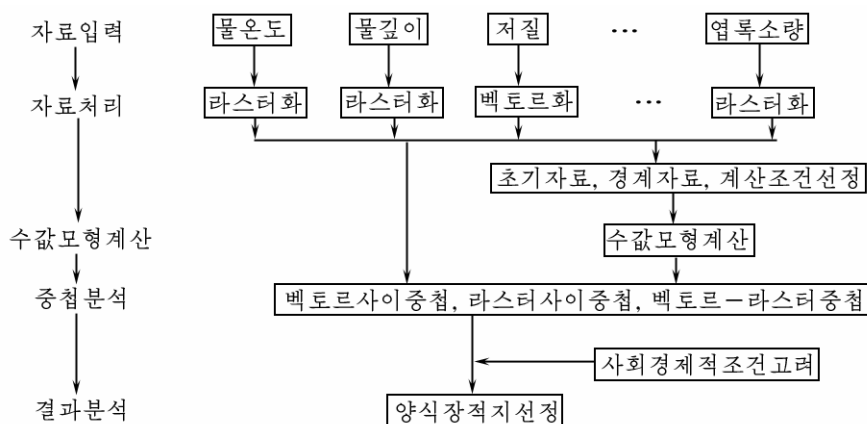 자료입력
물온도 물깊이 저질 … 엽록소량
자료처리
라스터화 라스터화 벡토르화 … 라스터화
초기자료, 경계자료, 계산조건선정
수값모형계산
수값모형계산
중첩분석
벡토르사이중첩, 라스터사이중첩, 벡토르-라스터중첩
사회경제적조건고려
결과분석
양식장적지선정